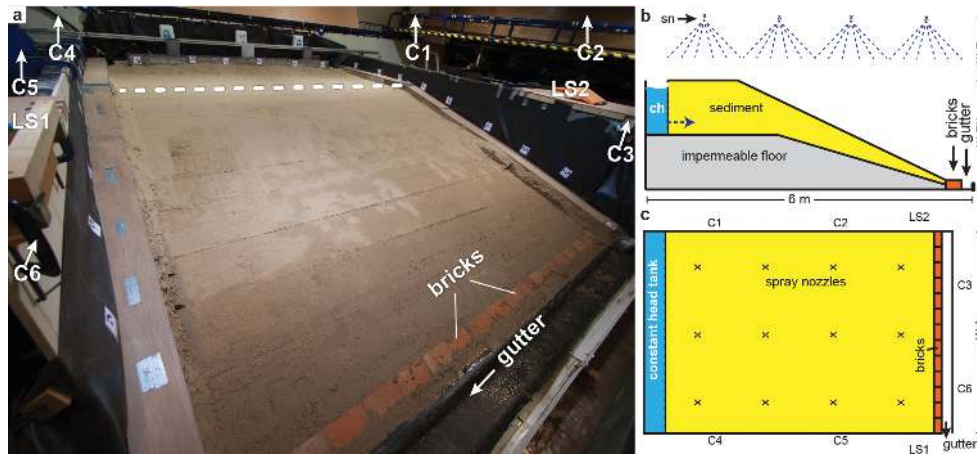 a
C4
C1
C2
C5
LS2
LS1
C3
C6
bricks
gutter
b
sn
ch
sediment
impermeable floor
bricks
gutter
6 m
c
C1
C2
LS2
constant head tank
spray nozzles
bricks
C3
C6
C4
C5
LS1
gutter